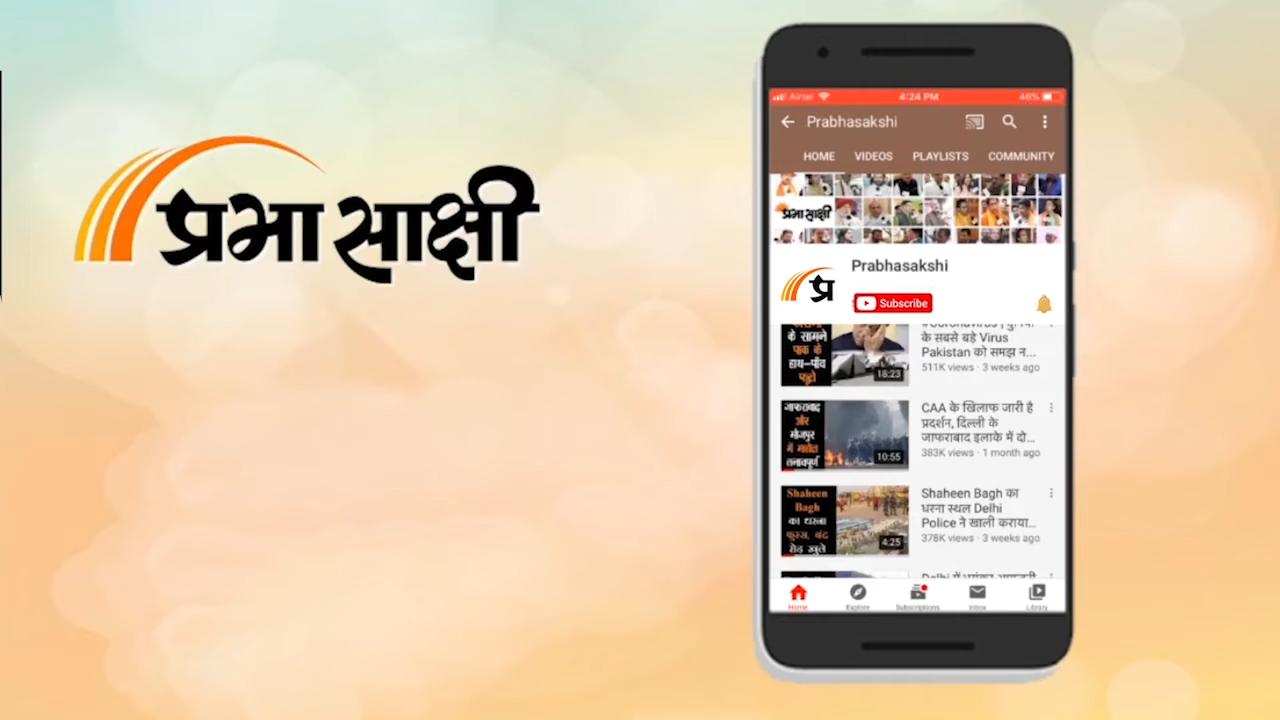 प्रभासाक्षी
Airtel 4:24 PM 46%
Prabhasakshi
HOME VIDEOS PLAYLISTS COMMUNITY
प्रभासाक्षी
Prabhasakshi
प्र
Subscribe
के सामने
पाक के
हाथ-पाँव
फूले
18:23
के सबसे बड़े Virus
Pakistan को समझ न...
511K views · 3 weeks ago
जाफराबाद
और
मौजपुर
में माहौल
तनावपूर्ण
10:55
CAA के खिलाफ जारी है
प्रदर्शन, दिल्ली के
जाफराबाद इलाके में दो...
383K views · 1 month ago
Shaheen
Bagh
का धरना
फुस्स, बंद
रोड खुले
4:25
Shaheen Bagh का
धरना स्थल Delhi
Police ने खाली कराया...
378K views · 3 weeks ago
Home Explore Subscriptions Inbox Library